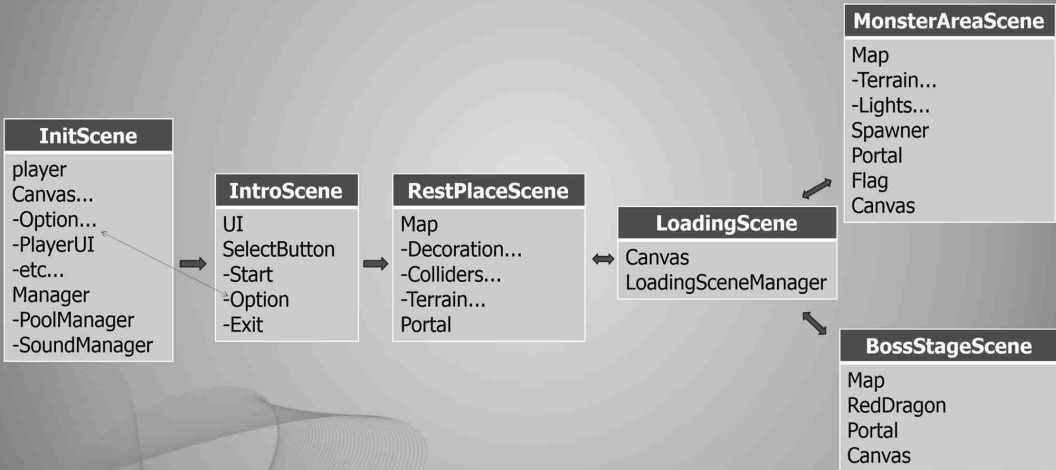 InitScene
player
Canvas...
-Option...
-PlayerUI
-etc...
Manager
-PoolManager
-SoundManager
IntroScene
UI
SelectButton
-Start
-Option
-Exit
RestPlaceScene
Map
-Decoration...
-Colliders...
-Terrain...
Portal
LoadingScene
Canvas
LoadingSceneManager
MonsterAreaScene
Map
-Terrain...
-Lights...
Spawner
Portal
Flag
Canvas
BossStageScene
Map
RedDragon
Portal
Canvas